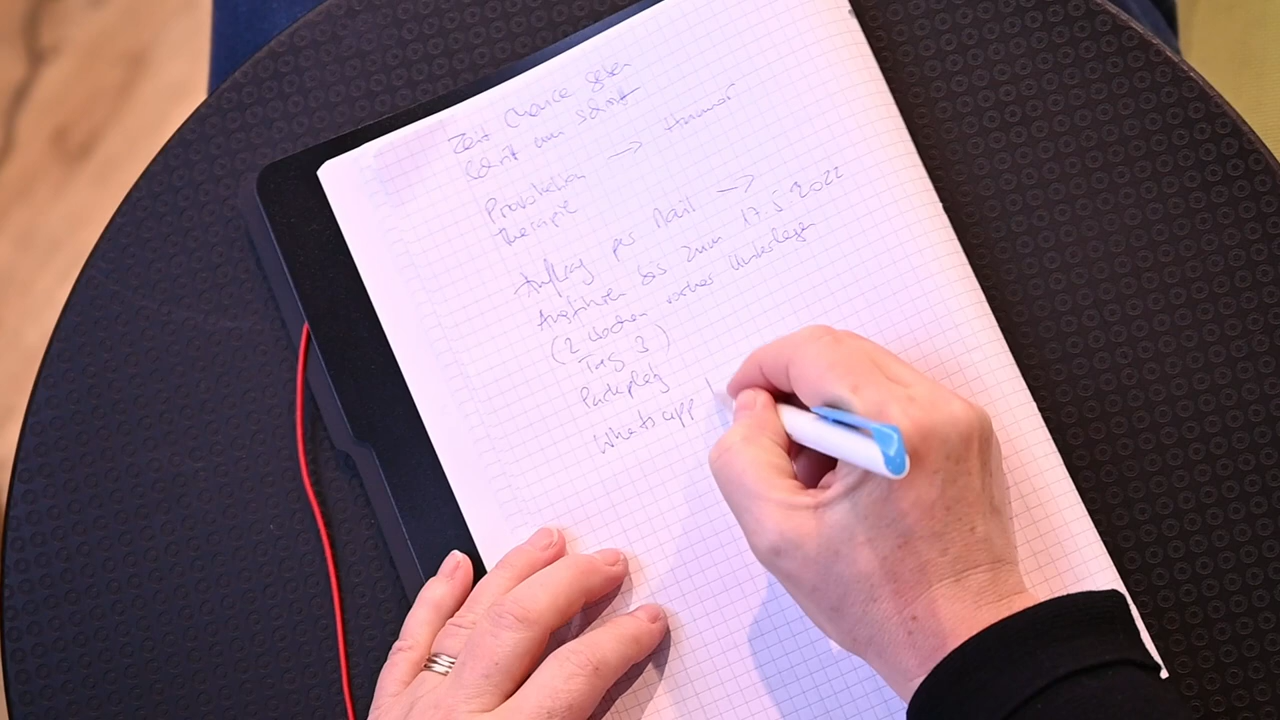 Zeit Chance geben
Schritt um Schritt
Provokation → Humor
Therapie
Auftrag per Mail →
Ausführen bis zum 17.5.2022
(2 Wochen vorher Unterlagen
Tag 3)
Parkplatz
Whatsapp